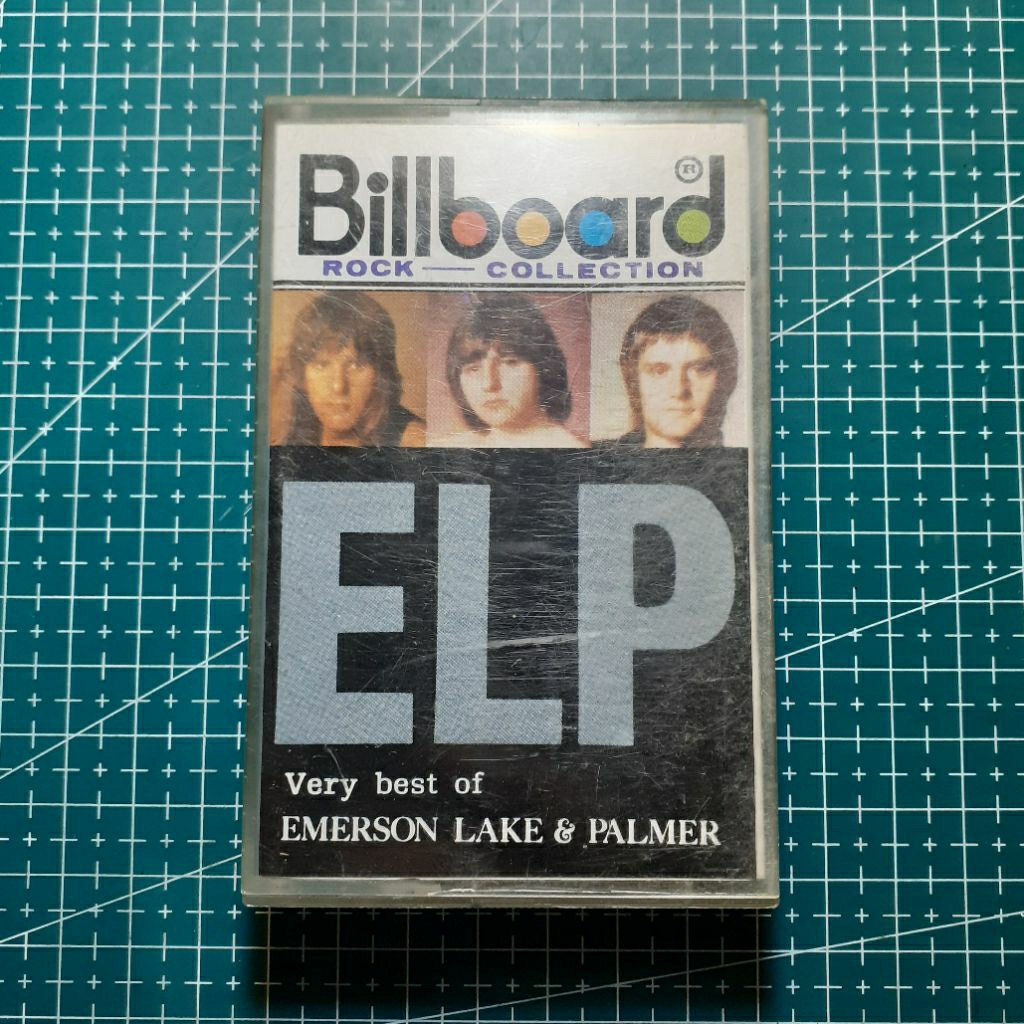 Billboard ®
ROCK — COLLECTION
ELP
Very best of
EMERSON LAKE & PALMER